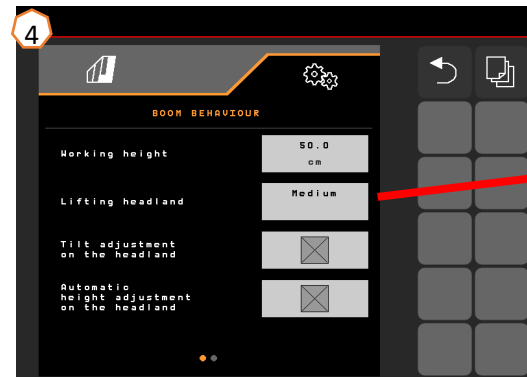 4
BOOM BEHAVIOUR
Working height
50.0
cm
Lifting headland
Medium
Tilt adjustment
on the headland
Automatic
height adjustment
on the headland